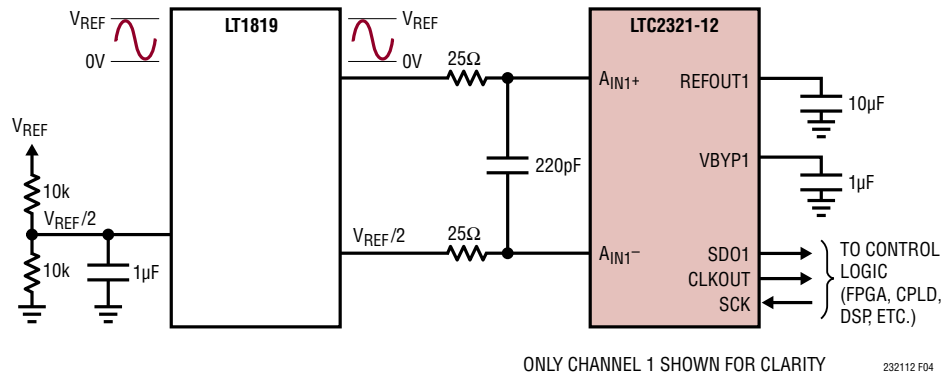 VREF
0V
LT1819
VREF
0V
LTC2321-12
25Ω
AIN1+
REFOUT1
10µF
VREF
10k
VREF/2
10k
1µF
220pF
VBYP1
1µF
VREF/2
25Ω
AIN1–
SDO1
CLKOUT
SCK
TO CONTROL
LOGIC
(FPGA, CPLD,
DSP, ETC.)
ONLY CHANNEL 1 SHOWN FOR CLARITY
232112 F04